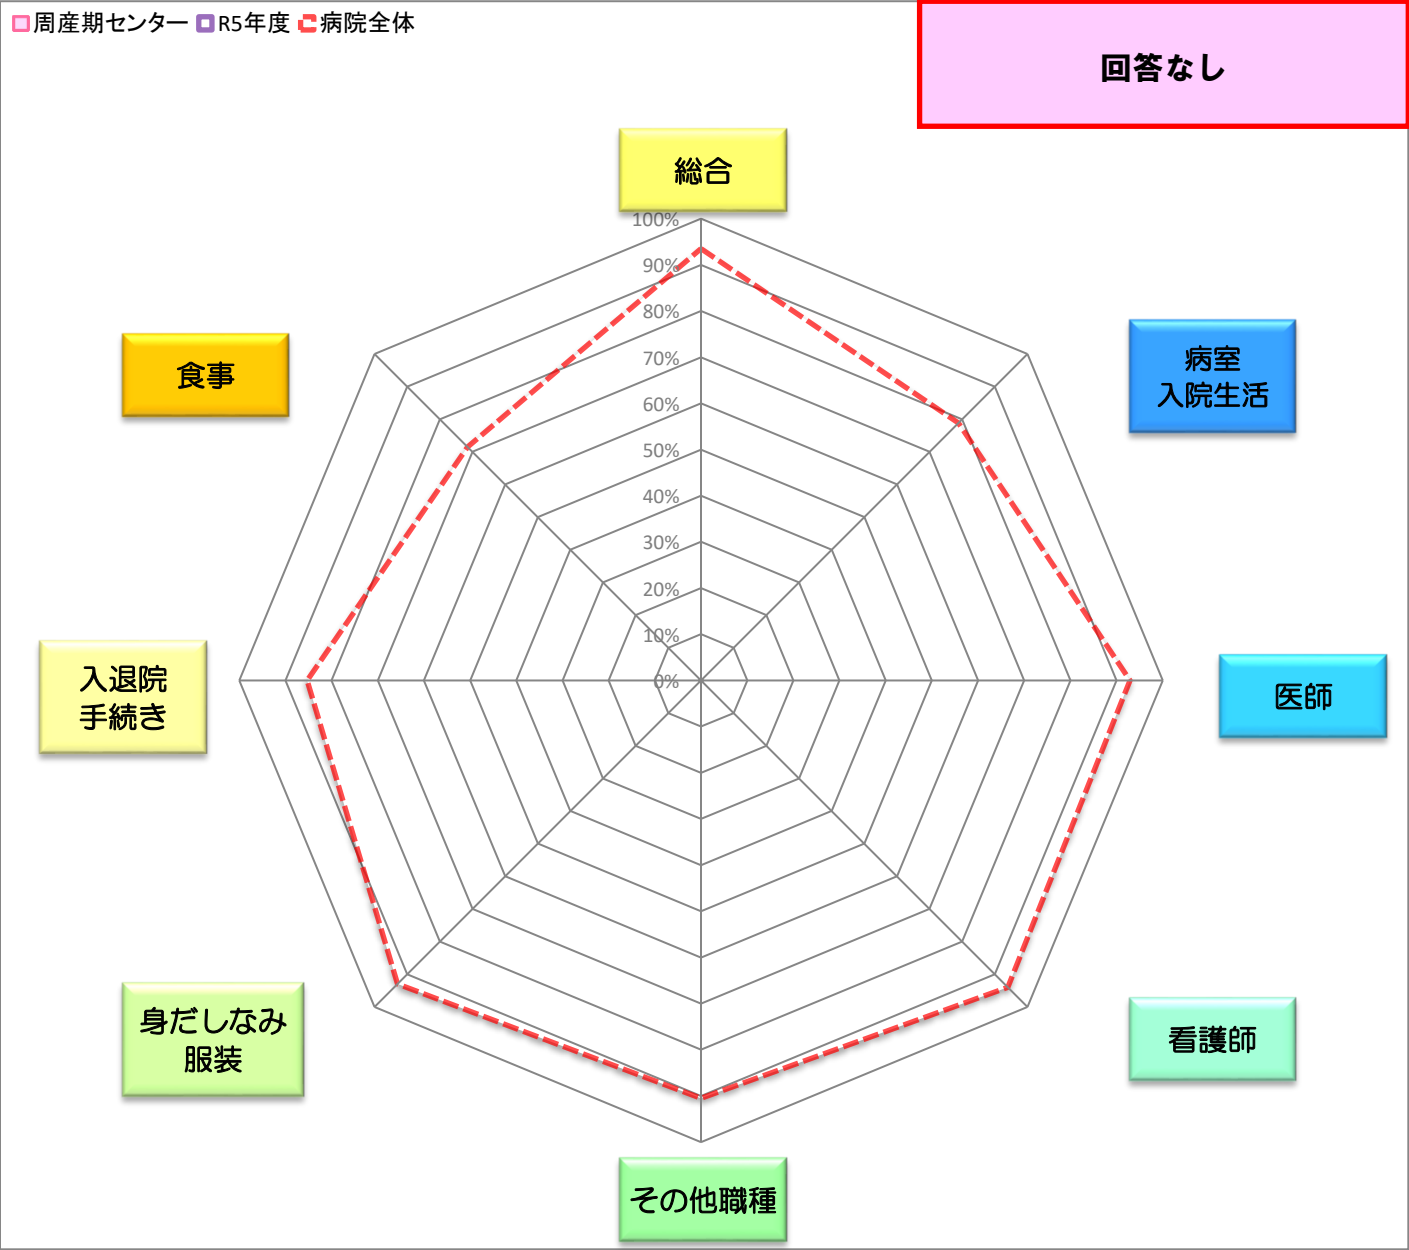 周産期センター R5年度 病院全体
回答なし
総合
100%
90%
80%
70%
60%
50%
40%
30%
20%
10%
0%
食事
病室
入院生活
入退院
手続き
医師
身だしなみ
服装
看護師
その他職種